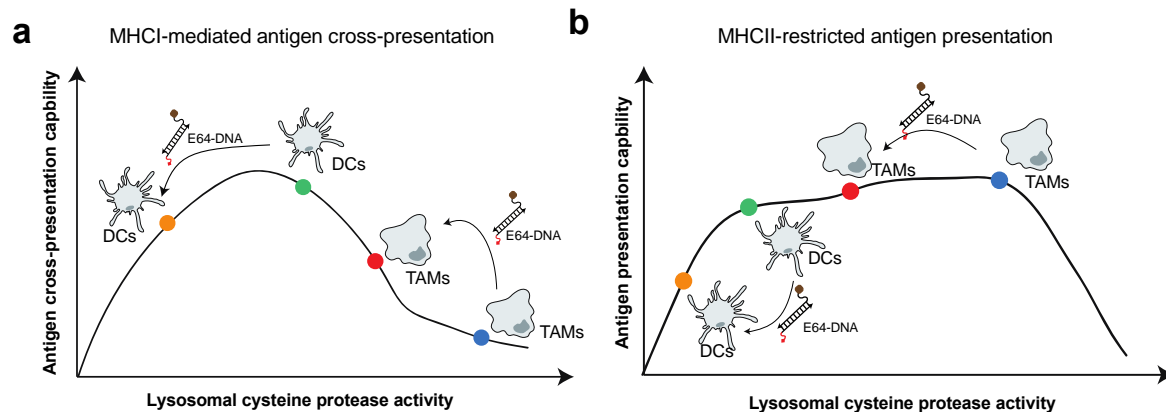 a
MHCI-mediated antigen cross-presentation
Antigen cross-presentation capbility
E64-DNA
DCs
DCs
E64-DNA
TAMs
TAMs
Lysosomal cysteine protease activity
b
MHCII-restricted antigen presentation
Antigen presentation capbility
E64-DNA
TAMs
TAMs
DCs
E64-DNA
DCs
Lysosomal cysteine protease activity